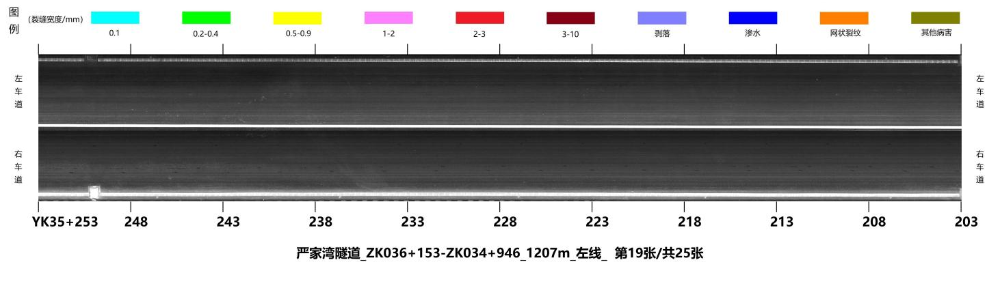 图例 (裂缝宽度/mm)
0.1 0.2-0.4 0.5-0.9 1-2 2-3 3-10 剥落 渗水 网状裂纹 其他病害
左车道 左车道
右车道 右车道
YK35+253 248 243 238 233 228 223 218 213 208 203
严家湾隧道_ZK036+153-ZK034+946_1207m_左线_ 第19张/共25张